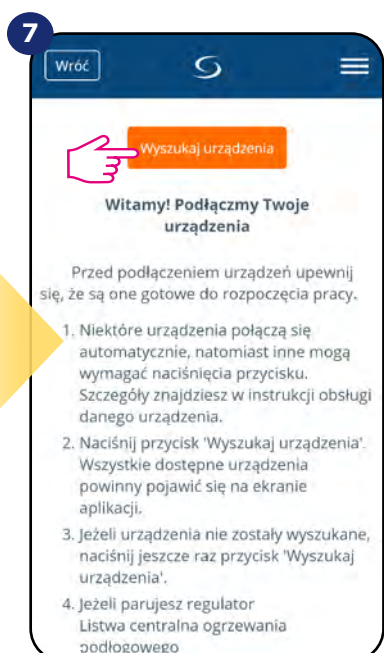 7
Wróć
Wyszukaj urządzenia
Witamy! Podłączmy Twoje
urządzenia
Przed podłączeniem urządzeń upewnij
się, że są one gotowe do rozpoczęcia pracy.
1. Niektóre urządzenia połączą się
automatycznie, natomiast inne mogą
wymagać naciśnięcia przycisku.
Szczegóły znajdziesz w instrukcji obsługi
danego urządzenia.
2. Naciśnij przycisk 'Wyszukaj urządzenia'.
Wszystkie dostępne urządzenia
powinny pojawić się na ekranie
aplikacji.
3. Jeżeli urządzenia nie zostały wyszukane,
naciśnij jeszcze raz przycisk 'Wyszukaj
urządzenia'.
4. Jeżeli parujesz regulator
Listwa centralna ogrzewania
podłogowego